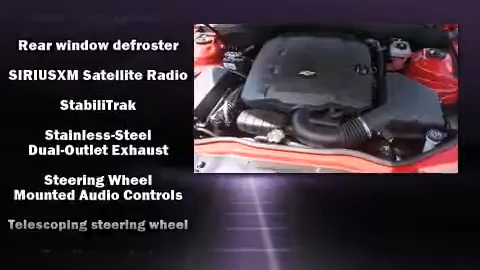 Rear window defroster
SIRIUSXM Satellite Radio
StabiliTrak
Stainless-Steel
Dual-Outlet Exhaust
Steering Wheel
Mounted Audio Controls
Telescoping steering wheel